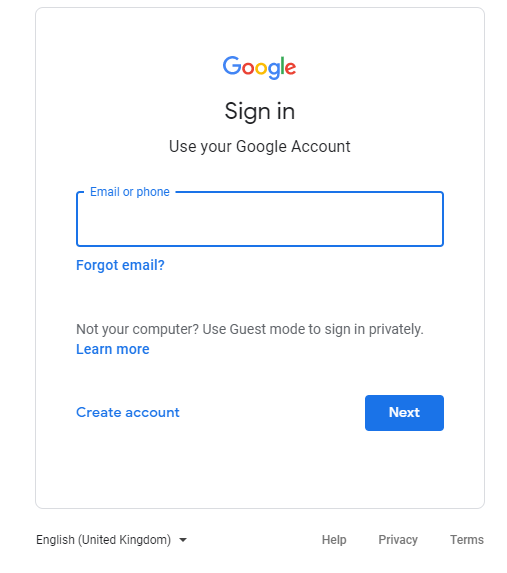 Google
Sign in
Use your Google Account
Email or phone
Forgot email?
Not your computer? Use Guest mode to sign in privately.
Learn more
Create account
Next
English (United Kingdom)
Help
Privacy
Terms